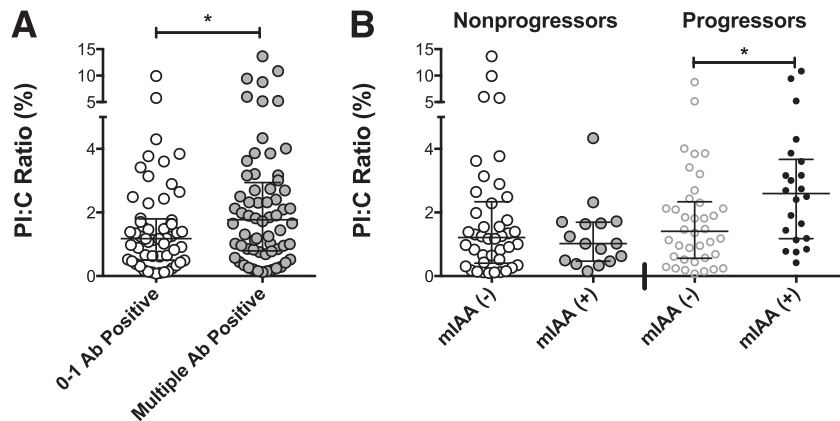 A
*
PI:C Ratio (%)
15
10
5
4
2
0
0-1 Ab Positive
Multiple Ab Positive
B
Nonprogressors
Progressors
*
PI:C Ratio (%)
15
10
5
4
2
0
mIAA (-)
mIAA (+)
mIAA (-)
mIAA (+)